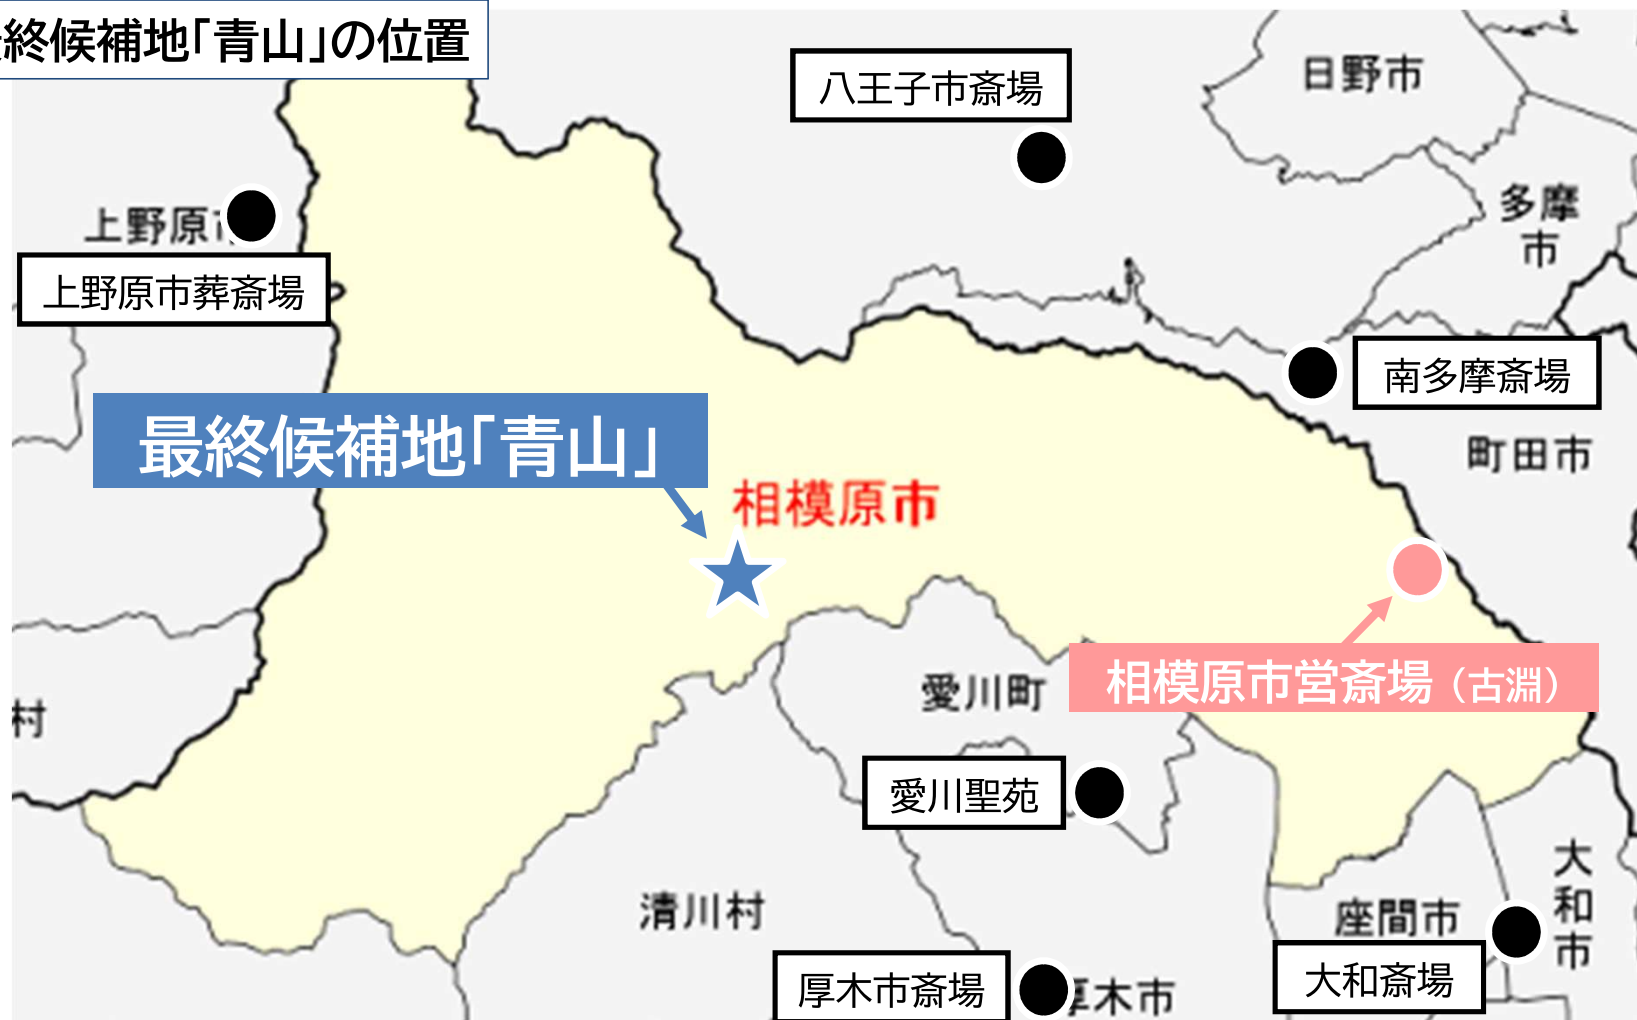 終候補地「青山」の位置
八王子市斎場
日野市
上野原市
多摩
市
上野原市葬斎場
南多摩斎場
最終候補地「青山」
町田市
相模原市
相模原市営斎場（古淵）
愛川町
村
愛川聖苑
大
和
市
清川村
座間市
大和斎場
厚木市斎場
厚木市